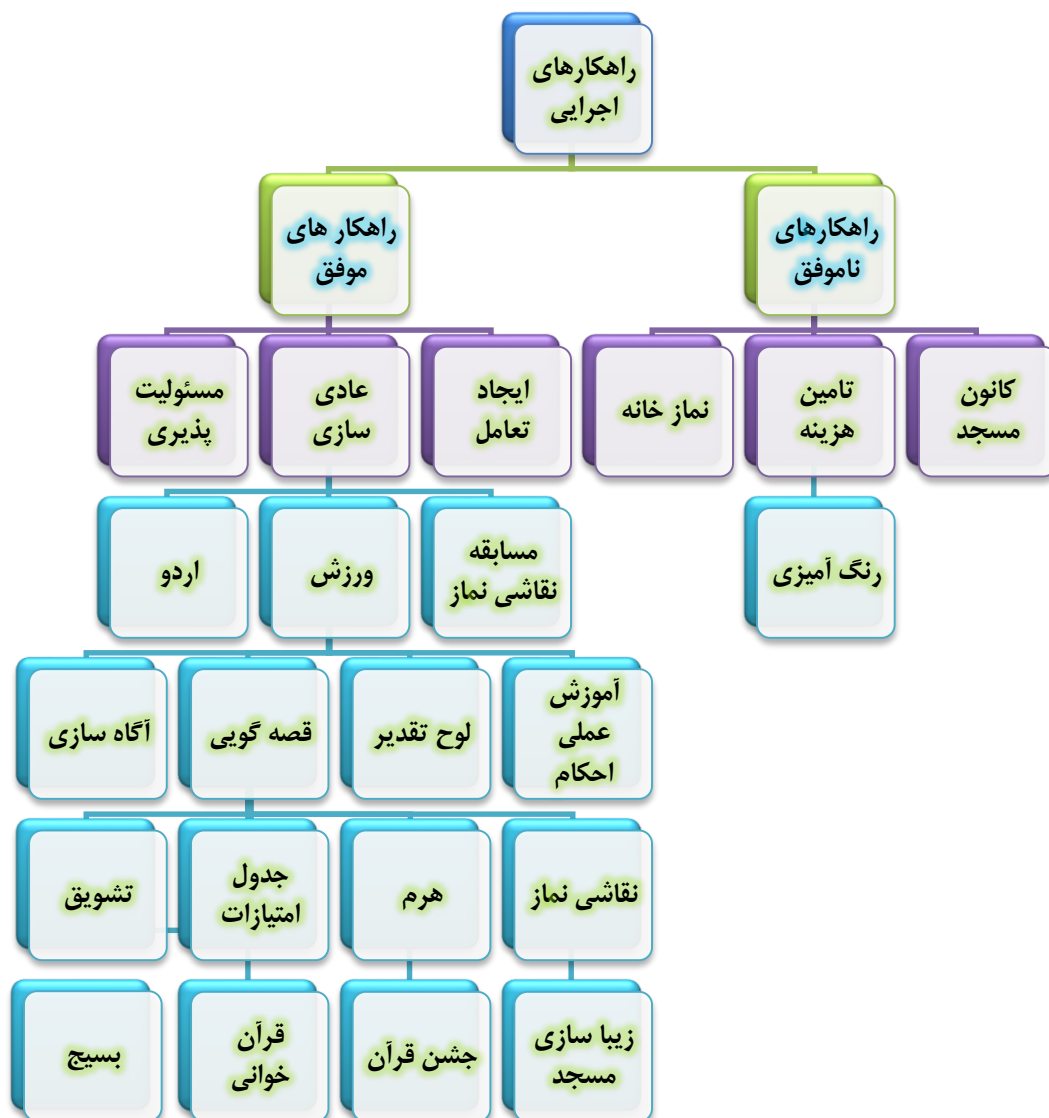 راهکارهای
اجرایی
راهکارهای
ناموفق
راهکار های
موفق
کانون
مسجد
تامین
هزینه
نماز خانه
ایجاد
تعامل
عادی
سازی
مسئولیت
پذیری
رنگ آمیزی
مسابقه
نقاشی نماز
ورزش
اردو
آموزش
عملی
احکام
لوح تقدیر
قصه گویی
آگاه سازی
نقاشی نماز
هرم
جدول
امتیازات
تشویق
زیبا سازی
مسجد
جشن قرآن
قرآن
خوانی
بسیج